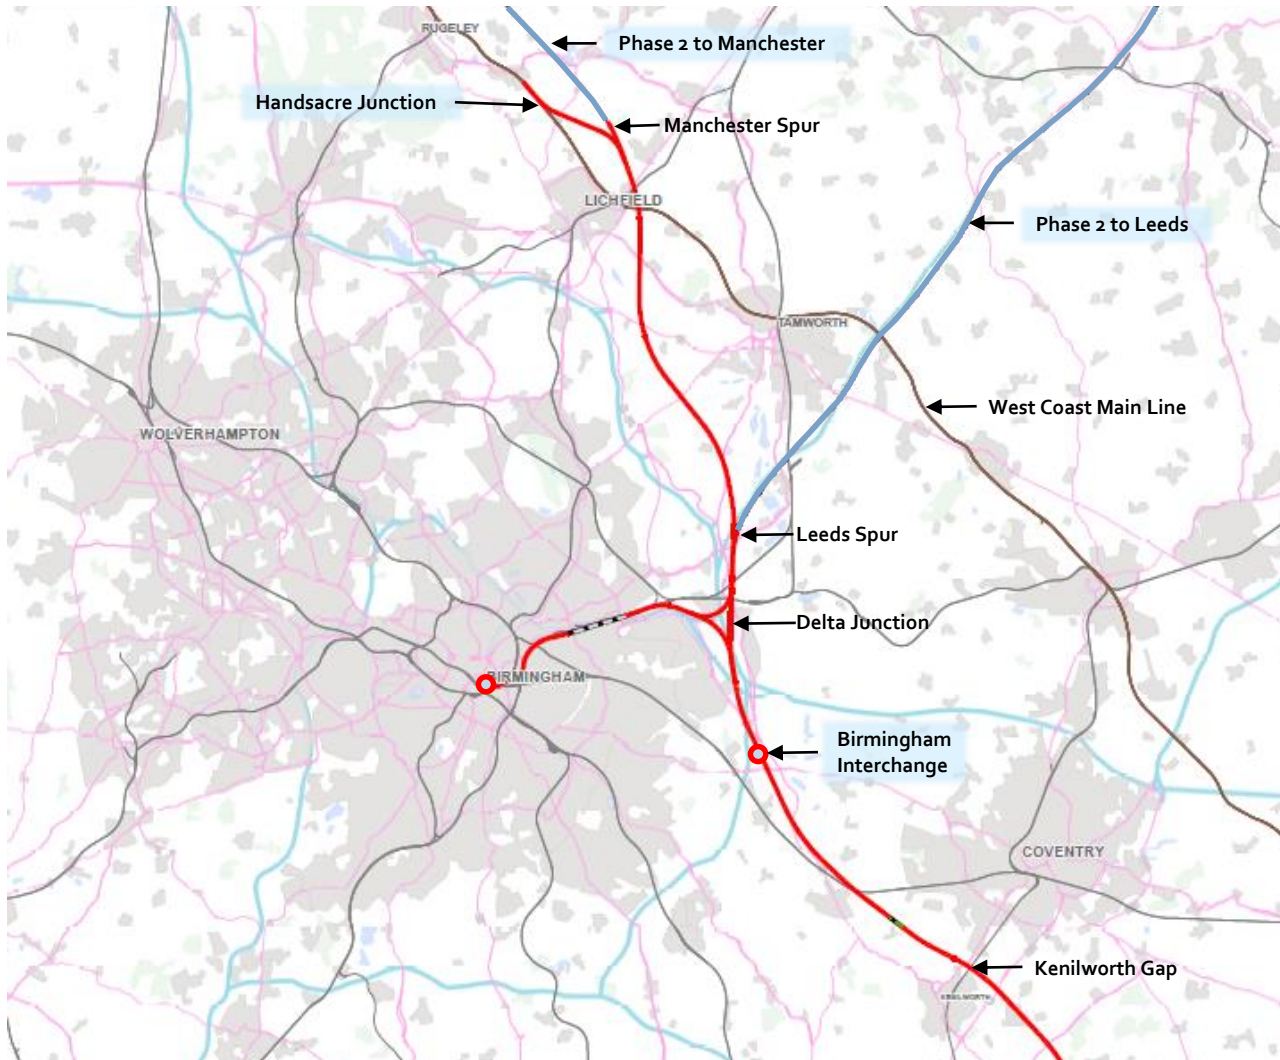 RUGELEY
Phase 2 to Manchester
Handsacre Junction
Manchester Spur
LICHFIELD
Phase 2 to Leeds
TAMWORTH
West Coast Main Line
WOLVERHAMPTON
Leeds Spur
Delta Junction
BIRMINGHAM
Birmingham
Interchange
COVENTRY
Kenilworth Gap
KENILWORTH